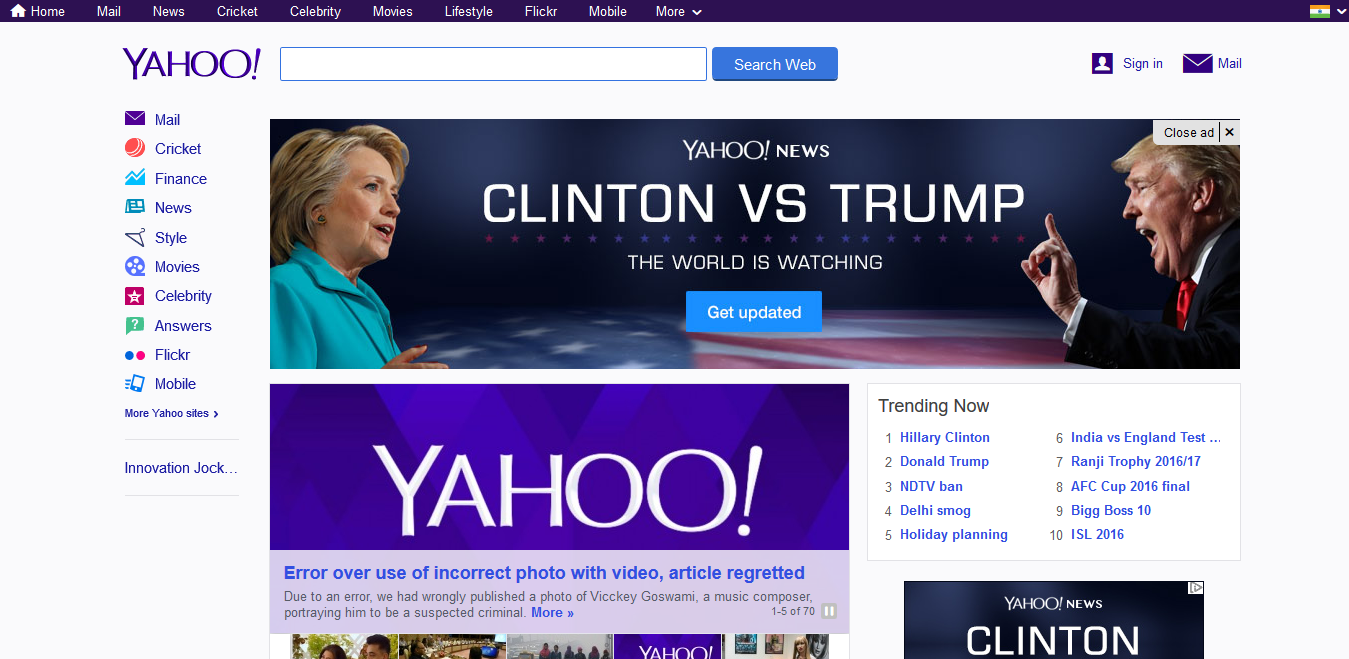 Home Mail News Cricket Celebrity Movies Lifestyle Flickr Mobile More
YAHOO! Search Web Sign in Mail
Mail
Cricket
Finance
News
Style
Movies
Celebrity
Answers
Flickr
Mobile
More Yahoo sites
Innovation Jock...
Close ad ×
YAHOO! NEWS
CLINTON VS TRUMP
THE WORLD IS WATCHING
Get updated
YAHOO!
Error over use of incorrect photo with video, article regretted
Due to an error, we had wrongly published a photo of Vicckey Goswami, a music composer,
portraying him to be a suspected criminal. More »
1-5 of 70
YAHOO!
Trending Now
1 Hillary Clinton
2 Donald Trump
3 NDTV ban
4 Delhi smog
5 Holiday planning
6 India vs England Test ...
7 Ranji Trophy 2016/17
8 AFC Cup 2016 final
9 Bigg Boss 10
10 ISL 2016
YAHOO! NEWS
CLINTON